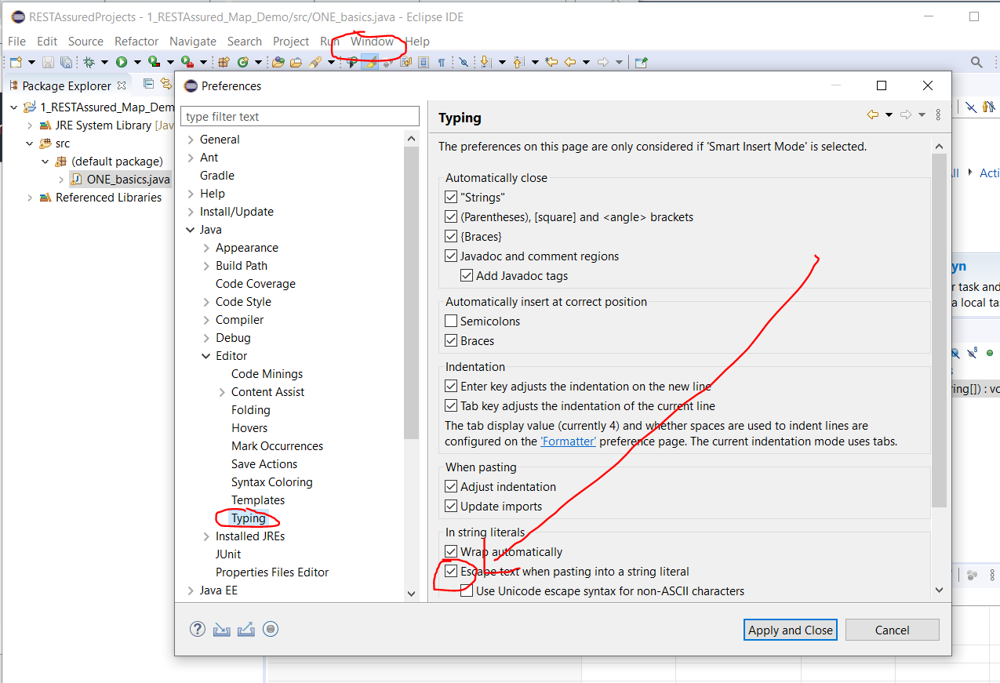 RESTAssuredProjects - 1_RESTAssured_Map_Demo/src/ONE_basics.java - Eclipse IDE
File Edit Source Refactor Navigate Search Project Run Window Help
Package Explorer
1_RESTAssured_Map_Dem
JRE System Library [Jav
src
(default package)
ONE_basics.java
Referenced Libraries
Preferences
type filter text
General
Ant
Gradle
Help
Install/Update
Java
Appearance
Build Path
Code Coverage
Code Style
Compiler
Debug
Editor
Code Minings
Content Assist
Folding
Hovers
Mark Occurrences
Save Actions
Syntax Coloring
Templates
Typing
Installed JREs
JUnit
Properties Files Editor
Java EE
Typing
The preferences on this page are only considered if 'Smart Insert Mode' is selected.
Automatically close
"Strings"
(Parentheses), [square] and <angle> brackets
{Braces}
Javadoc and comment regions
Add Javadoc tags
Automatically insert at correct position
Semicolons
Braces
Indentation
Enter key adjusts the indentation on the new line
Tab key adjusts the indentation of the current line
The tab display value (currently 4) and whether spaces are used to indent lines are
configured on the 'Formatter' preference page. The current indentation mode uses tabs.
When pasting
Adjust indentation
Update imports
In string literals
Wrap automatically
Escape text when pasting into a string literal
Use Unicode escape syntax for non-ASCII characters
Apply and Close Cancel
All Acti
yn
r task and
a local tas
ring[]) : vo